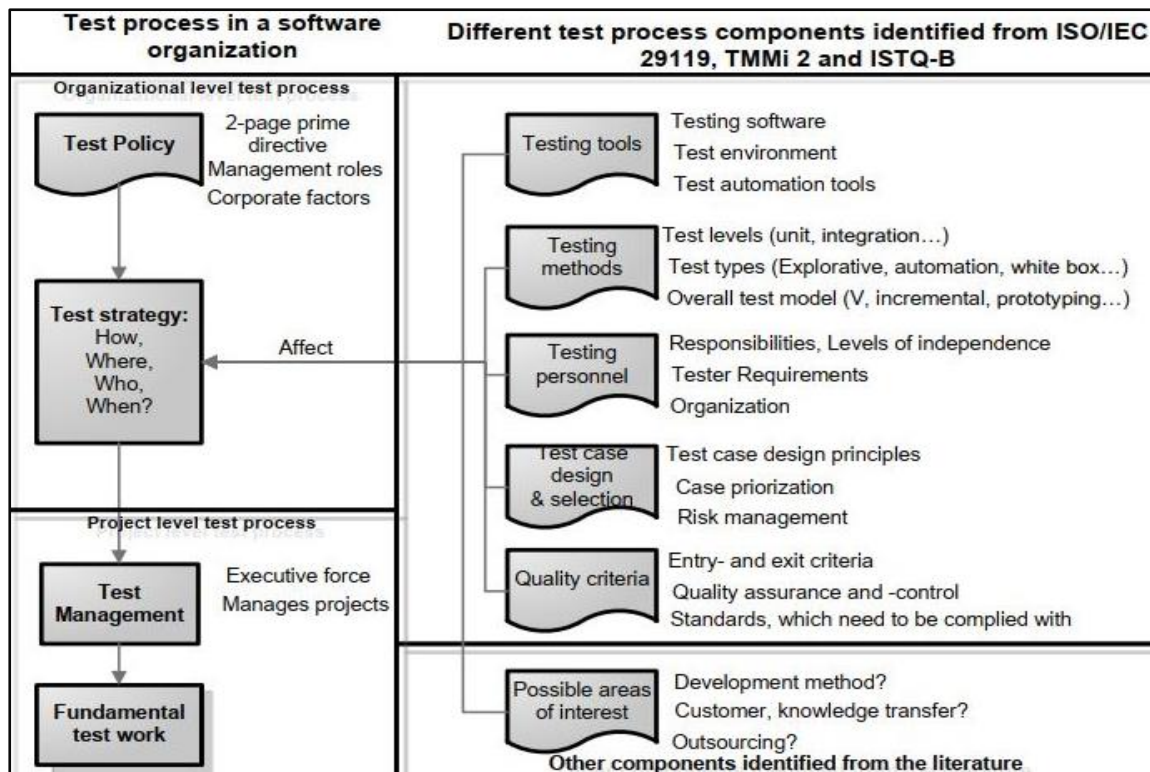 Test process in a software
organization
Different test process components identified from ISO/IEC
29119, TMMi 2 and ISTQ-B
Organizational level test process
Test Policy
2-page prime
directive
Management roles
Corporate factors
Test strategy:
How,
Where,
Who,
When?
Affect
Project level test process
Test
Management
Executive force
Manages projects
Fundamental
test work
Testing tools
Testing software
Test environment
Test automation tools
Testing
methods
Test levels (unit, integration…)
Test types (Explorative, automation, white box…)
Overall test model (V, incremental, prototyping…)
Testing
personnel
Responsibilities, Levels of independence
Tester Requirements
Organization
Test case
design
& selection
Test case design principles
Case priorization
Risk management
Quality criteria
Entry- and exit criteria
Quality assurance and -control
Standards, which need to be complied with
Possible areas
of interest
Development method?
Customer, knowledge transfer?
Outsourcing?
Other components identified from the literature